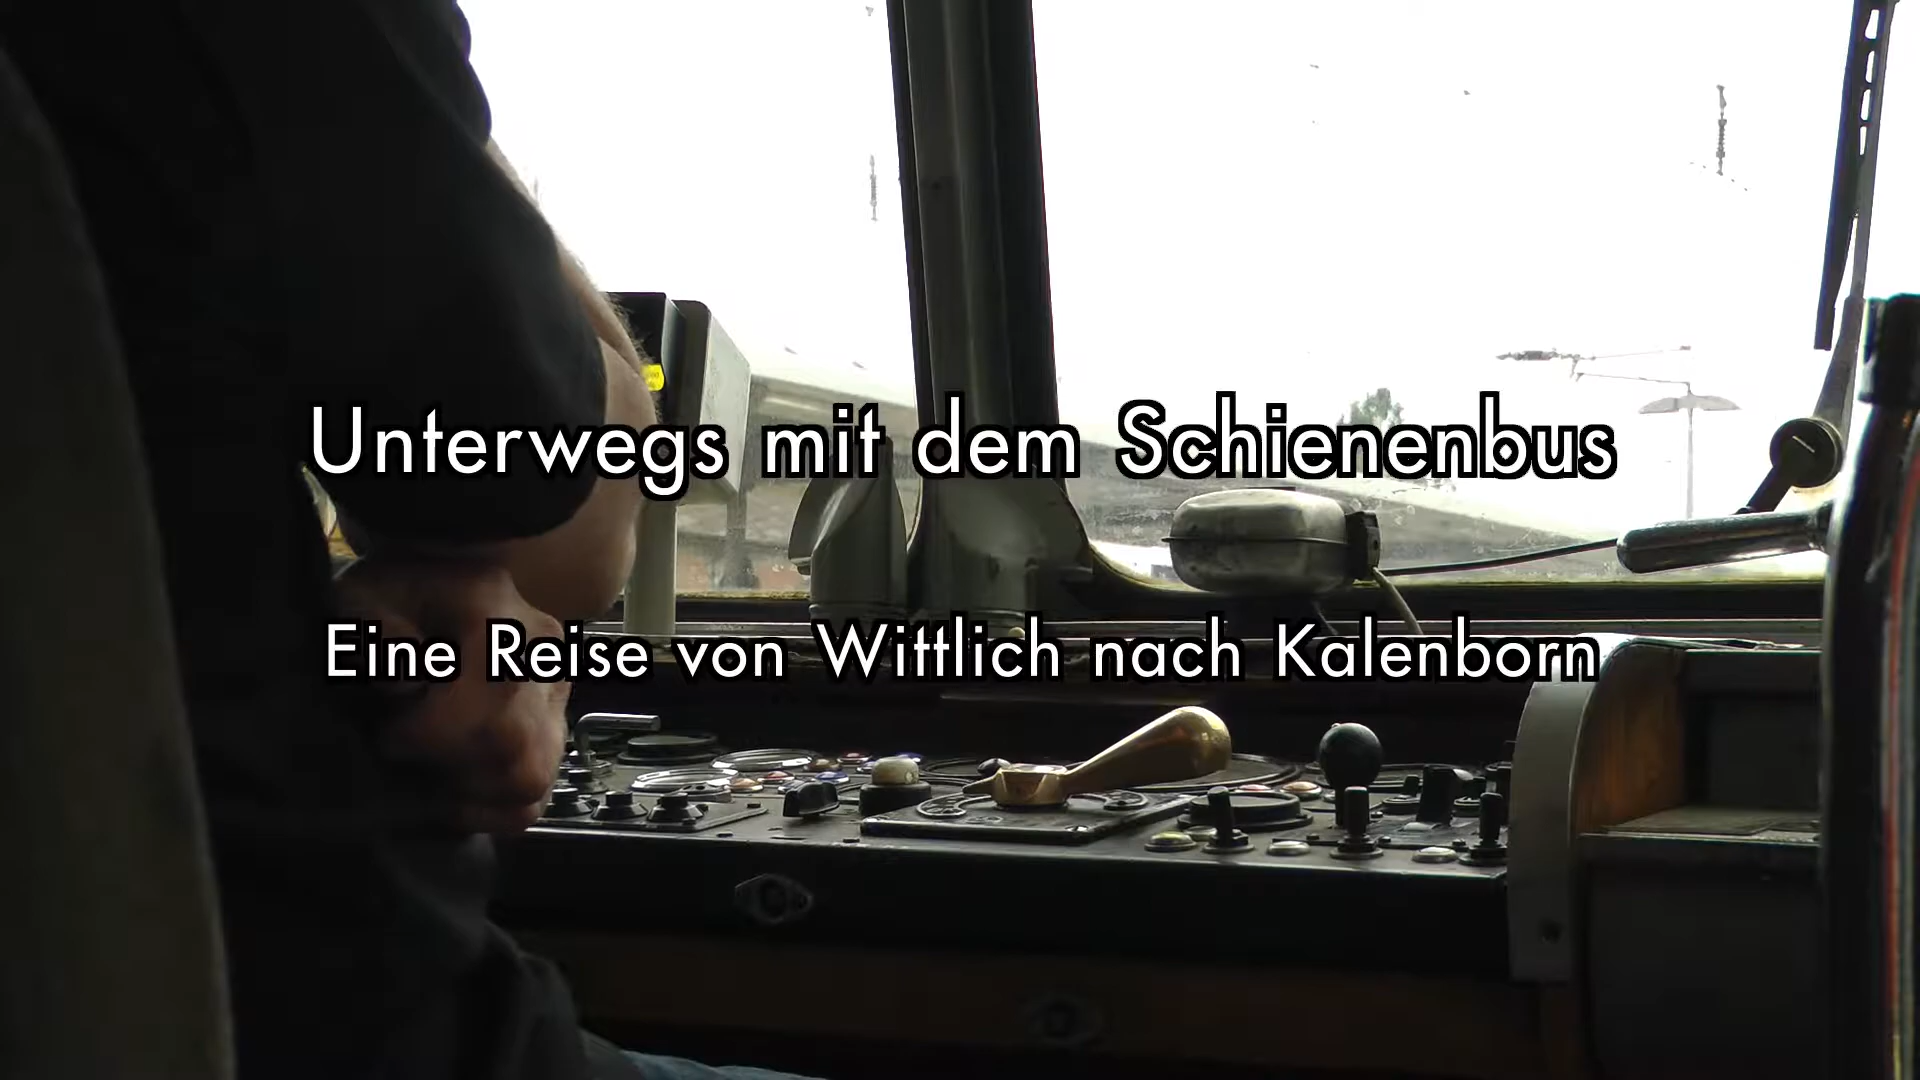 Unterwegs mit dem Schienenbus
Eine Reise von Wittlich nach Kalenborn